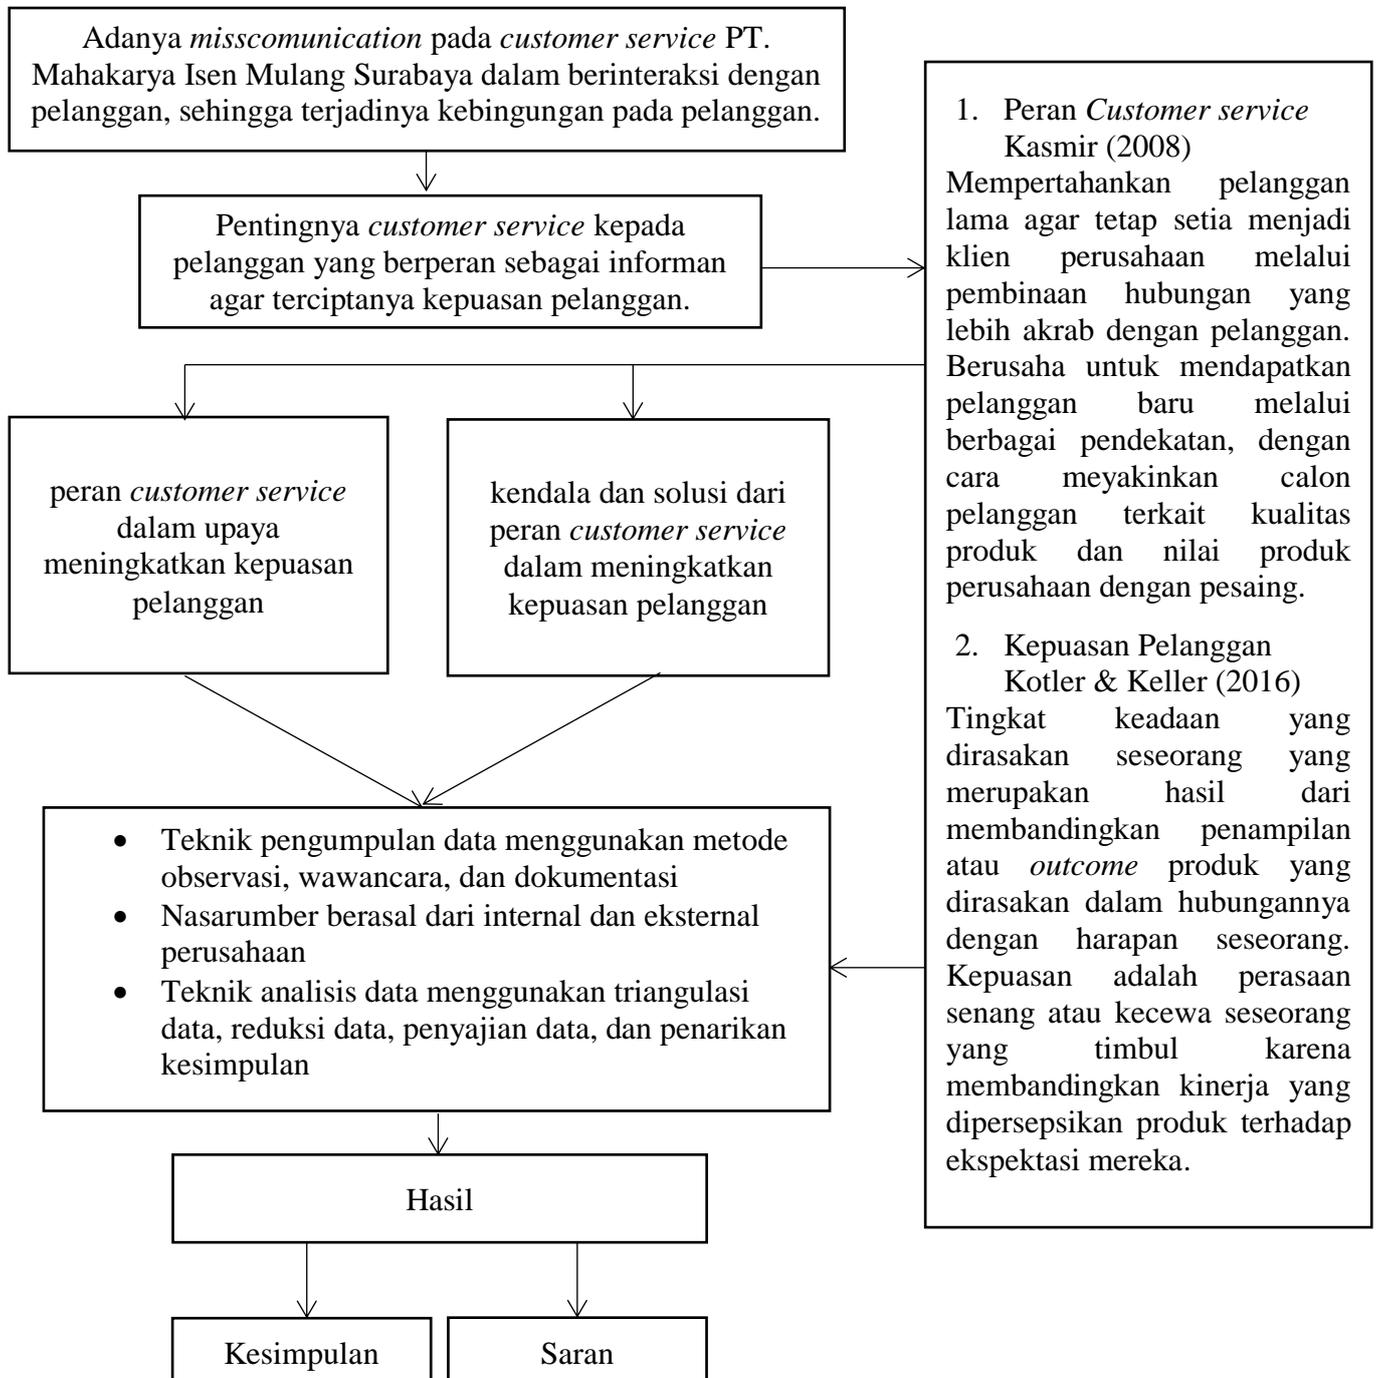 Adanya misscomunication pada customer service PT.
Mahakarya Isen Mulang Surabaya dalam berinteraksi dengan
pelanggan, sehingga terjadinya kebingungan pada pelanggan.
Pentingnya customer service kepada
pelanggan yang berperan sebagai informan
agar terciptanya kepuasan pelanggan.
1. Peran Customer service
Kasmir (2008)
Mempertahankan pelanggan
lama agar tetap setia menjadi
klien perusahaan melalui
pembinaan hubungan yang
lebih akrab dengan pelanggan.
Berusaha untuk mendapatkan
pelanggan baru melalui
berbagai pendekatan, dengan
cara meyakinkan calon
pelanggan terkait kualitas
produk dan nilai produk
perusahaan dengan pesaing.
2. Kepuasan Pelanggan
Kotler & Keller (2016)
Tingkat keadaan yang
dirasakan seseorang yang
merupakan hasil dari
membandingkan penampilan
atau outcome produk yang
dirasakan dalam hubungannya
dengan harapan seseorang.
Kepuasan adalah perasaan
senang atau kecewa seseorang
yang timbul karena
membandingkan kinerja yang
dipersepsikan produk terhadap
ekspektasi mereka.
peran customer service
dalam upaya
meningkatkan kepuasan
pelanggan
kendala dan solusi dari
peran customer service
dalam meningkatkan
kepuasan pelanggan
• Teknik pengumpulan data menggunakan metode
observasi, wawancara, dan dokumentasi
• Nasarumber berasal dari internal dan eksternal
perusahaan
• Teknik analisis data menggunakan triangulasi
data, reduksi data, penyajian data, dan penarikan
kesimpulan
Hasil
Kesimpulan
Saran